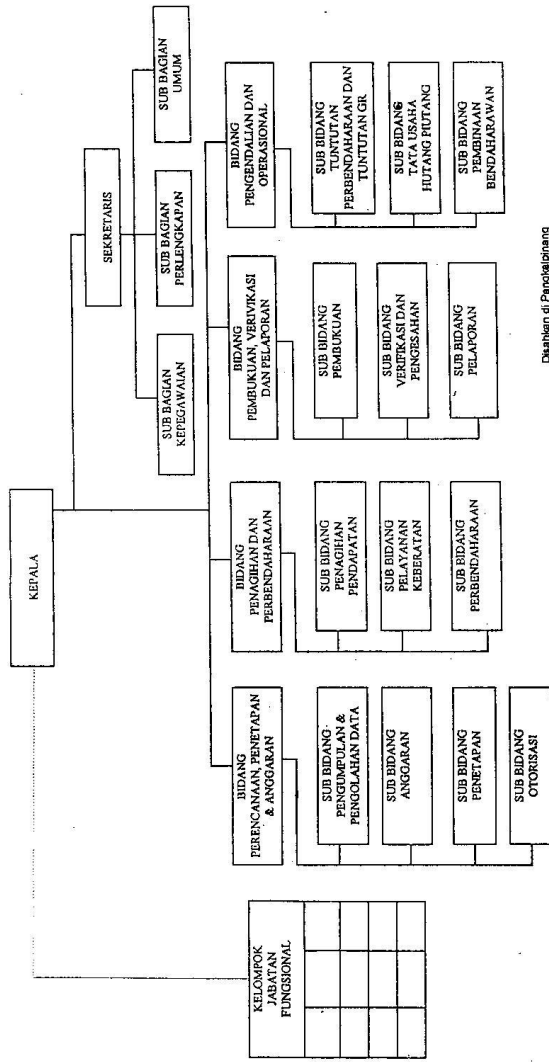 KEPALA
SEKRETARIS
SUB BAGIAN
KEPEGAWAIAN
SUB BAGIAN
PERLENGKAPAN
SUB BAGIAN
UMUM
KELOMPOK
JABATAN
FUNGSIONAL
BIDANG
PERENCANAAN, PENETAPAN
& ANGGARAN
SUB BIDANG
PENGUMPULAN &
PENGOLAHAN DATA
SUB BIDANG
ANGGARAN
SUB BIDANG
PENETAPAN
SUB BIDANG
OTORISASI
BIDANG
PENAGIHAN DAN
PERBENDAHARAAN
SUB BIDANG
PENAGIHAN
PENDAPATAN
SUB BIDANG
PELAYANAN
KEBERATAN
SUB BIDANG
PERBENDAHARAAN
BIDANG
PEMBUKUAN, VERIVIKASI
DAN PELAPORAN
SUB BIDANG
PEMBUKUAN
SUB BIDANG
VERIFIKASI DAN
PENGESAHAN
SUB BIDANG
PELAPORAN
BIDANG
PENGENDALIAN DAN
OPERASIONAL
SUB BIDANG
TUNTUTAN
PERBENDAHARAAN DAN
TUNTUTAN GR
SUB BIDANG
TATA USAHA
HUTANG PIUTANG
SUB BIDANG
PEMBINAAN
BENDAHARAWAN
Disahkan di Pangkalpinang